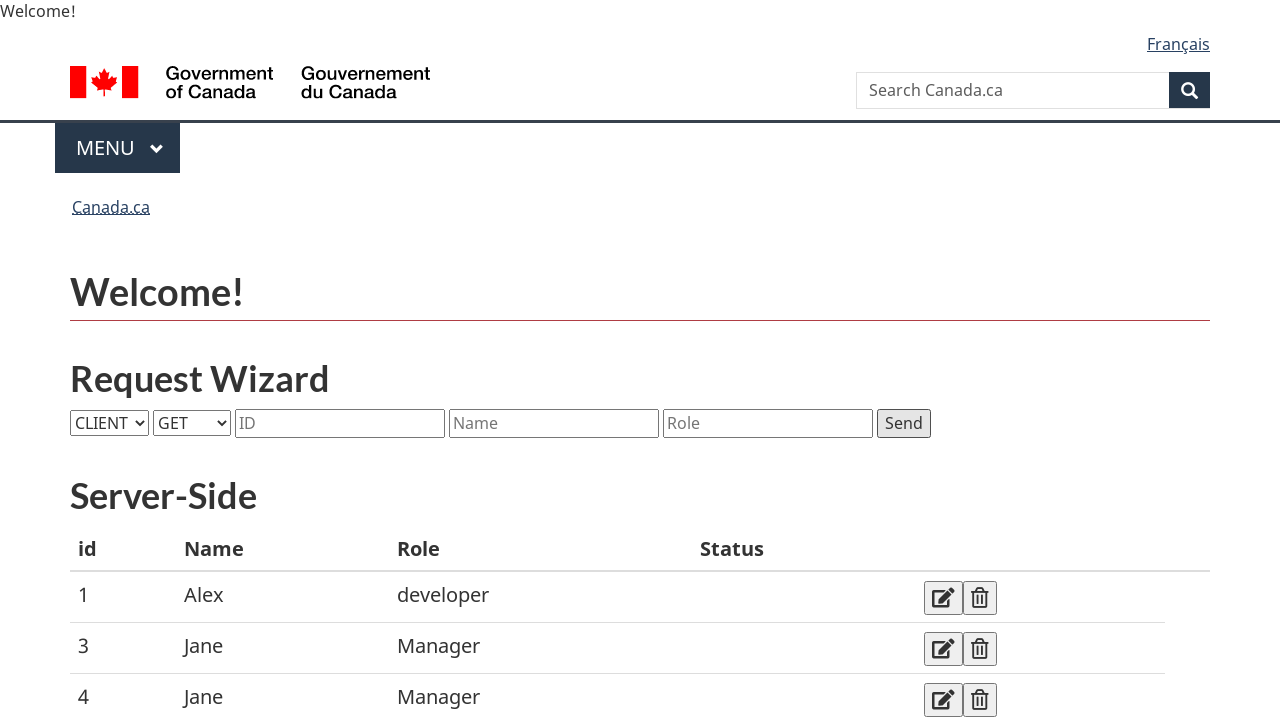 Welcome!
Français
Government of Canada
Gouvernement du Canada
Search Canada.ca
MENU
Canada.ca
Welcome!
Request Wizard
CLIENT GET ID Name Role Send
Server-Side
id Name Role Status
1 Alex developer
3 Jane Manager
4 Jane Manager